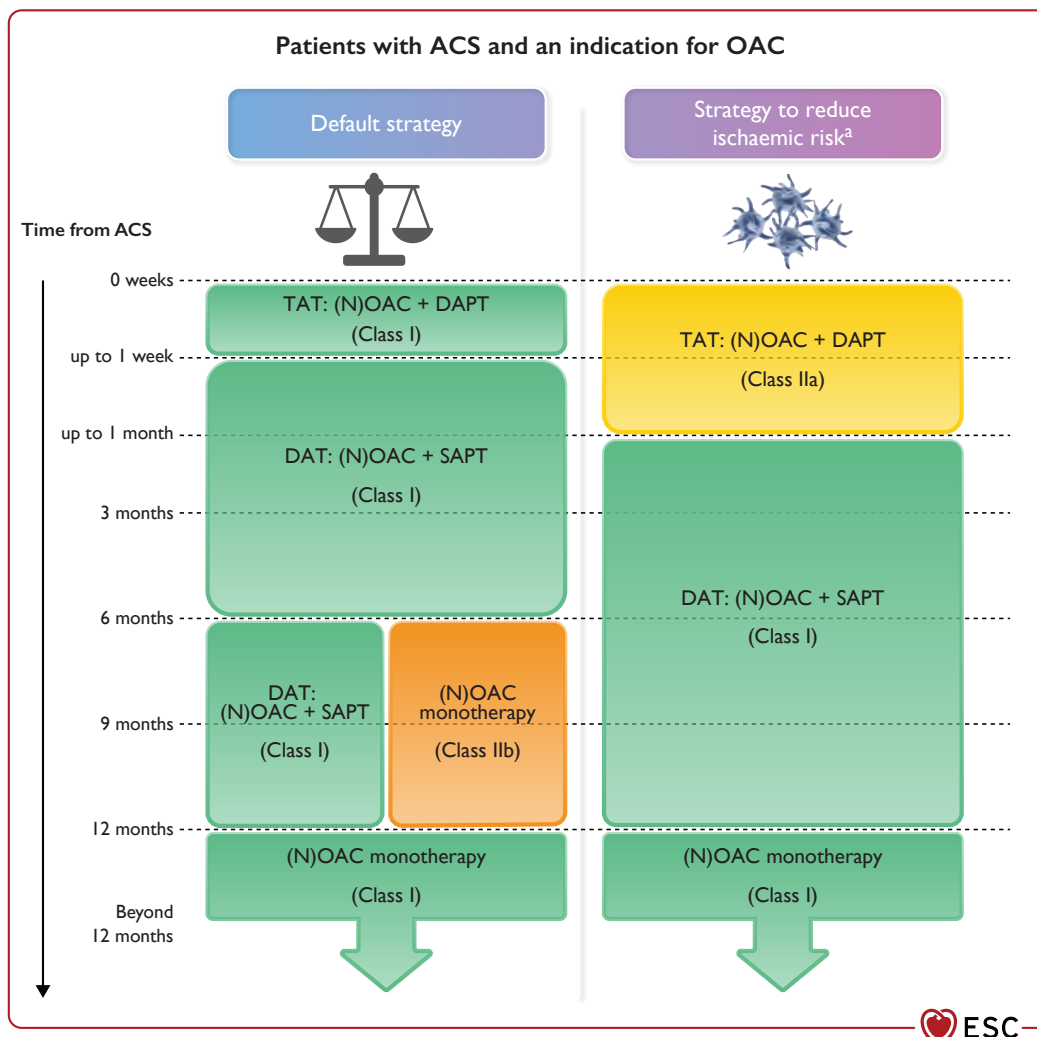 Patients with ACS and an indication for OAC
Default strategy
Strategy to reduce
ischaemic riskᵃ
Time from ACS
0 weeks
TAT: (N)OAC + DAPT
(Class I)
TAT: (N)OAC + DAPT
(Class IIa)
up to 1 week
up to 1 month
DAT: (N)OAC + SAPT
(Class I)
3 months
DAT: (N)OAC + SAPT
(Class I)
6 months
DAT:
(N)OAC + SAPT
(Class I)
(N)OAC
monotherapy
(Class IIb)
9 months
12 months
(N)OAC monotherapy
(Class I)
(N)OAC monotherapy
(Class I)
Beyond
12 months
ESC